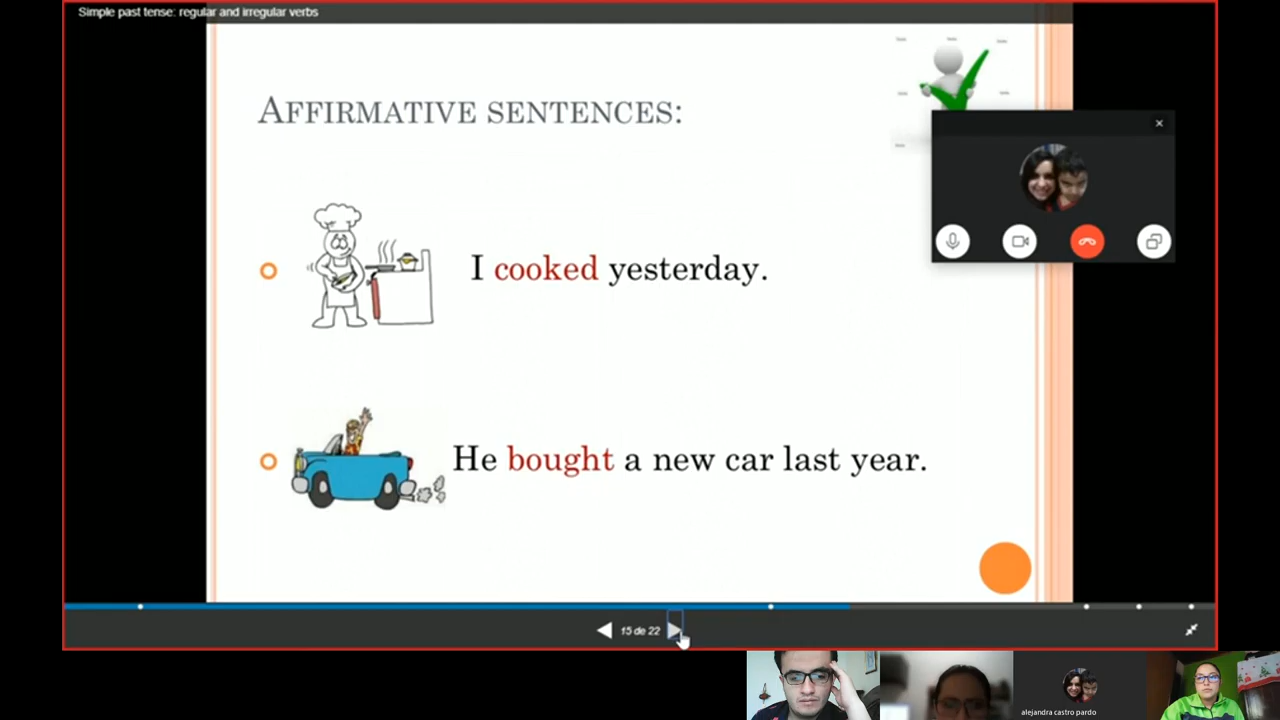 Simple past tense: regular and irregular verbs
AFFIRMATIVE SENTENCES:
I cooked yesterday.
He bought a new car last year.
15 de 22
alejandra castro pardo